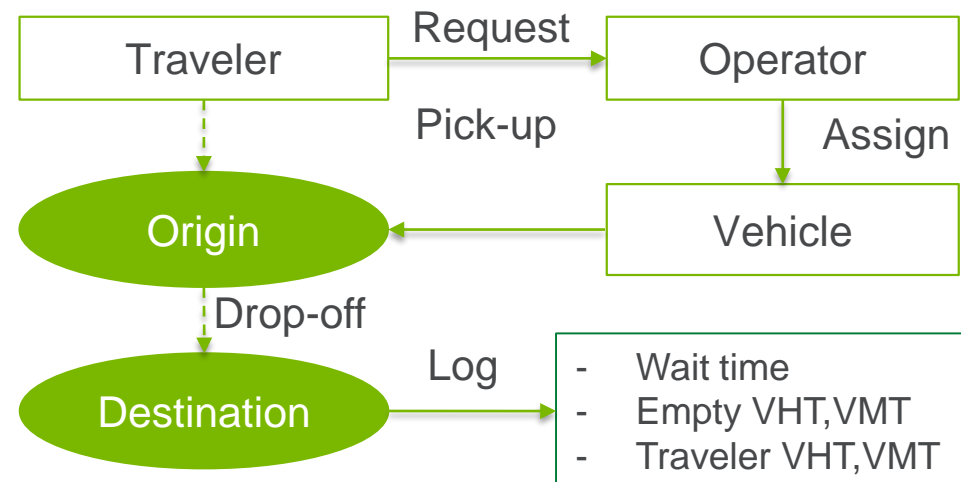 Traveler
Request
Operator
Pick-up
Assign
Origin
Vehicle
Drop-off
Destination
Log
- Wait time
- Empty VHT,VMT
- Traveler VHT,VMT